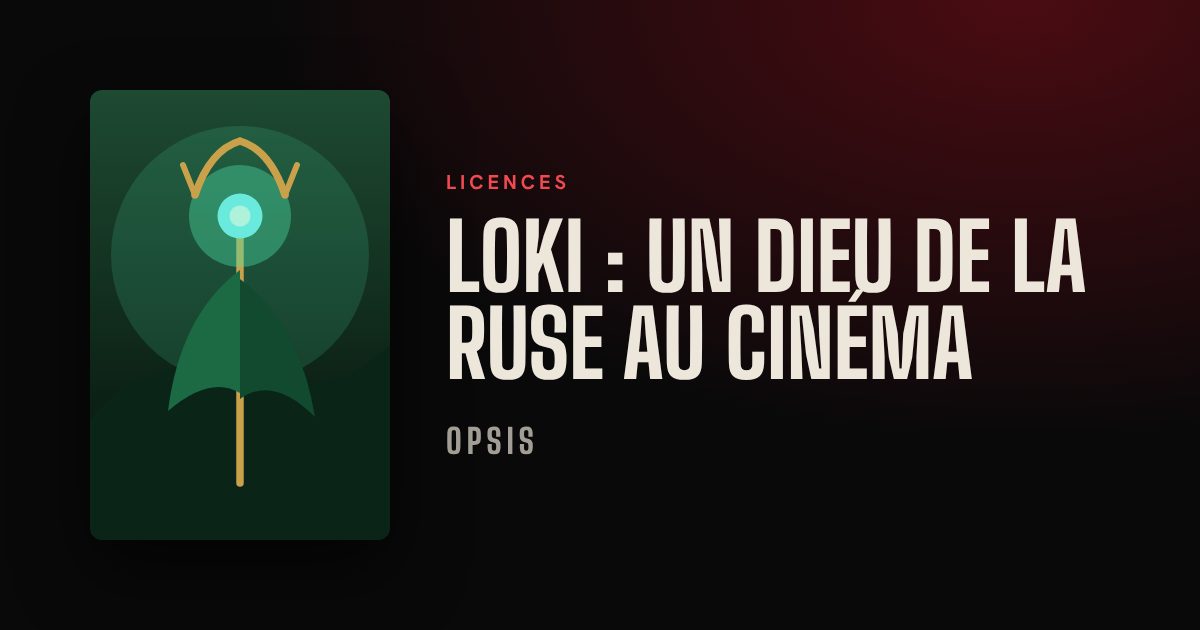 LICENCES
LOKI : UN DIEU DE LA
RUSE AU CINÉMA
OPSIS